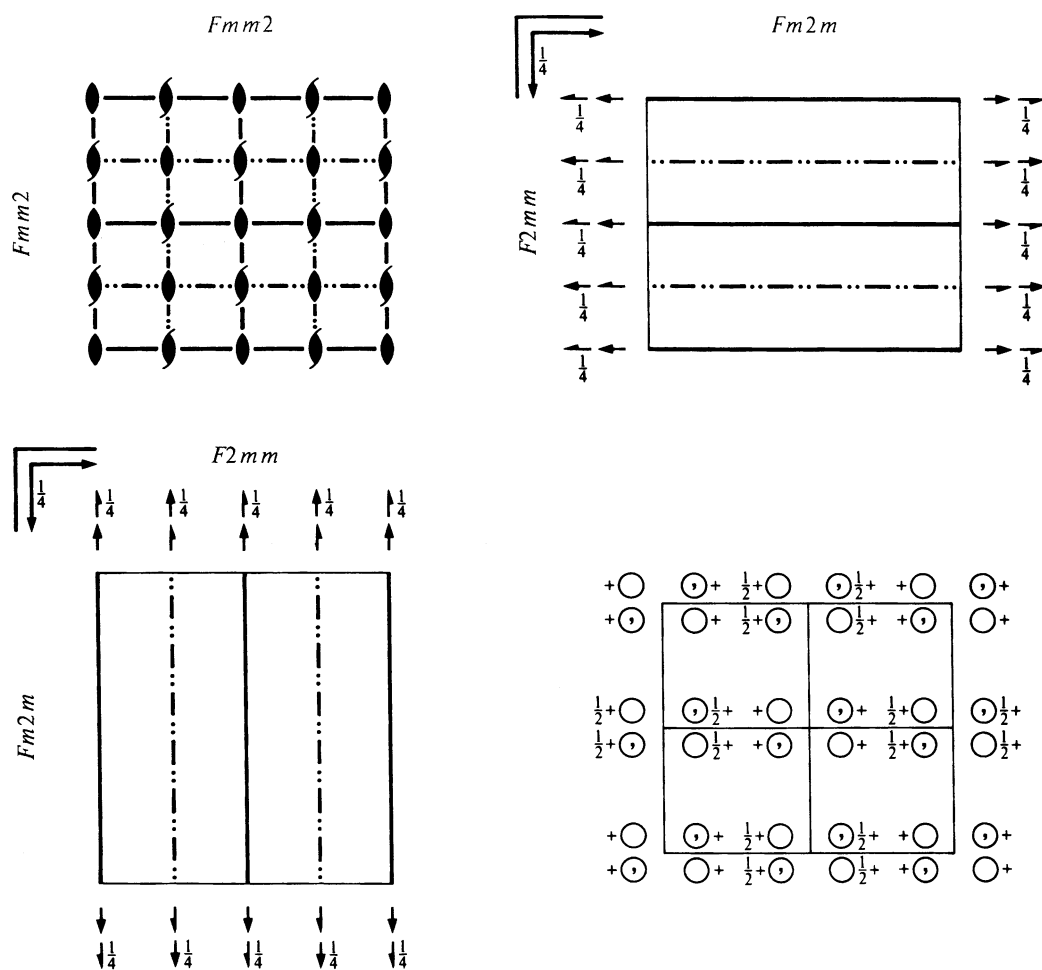 Fmm2
Fm2m
1/4
Fmm2
F2mm
1/4 1/4
1/4 1/4
1/4 1/4
1/4 1/4
1/4 1/4
F2mm
1/4
1/4 1/4 1/4 1/4 1/4
Fm2m
1/4 1/4 1/4 1/4 1/4
+ , + 1/2 + , 1/2 + + , +
+ , + 1/2 + , 1/2 + + , +
1/2 + , 1/2 + + , + 1/2 + , 1/2 +
1/2 + , 1/2 + + , + 1/2 + , 1/2 +
+ , + 1/2 + , 1/2 + + , +
+ , + 1/2 + , 1/2 + + , +